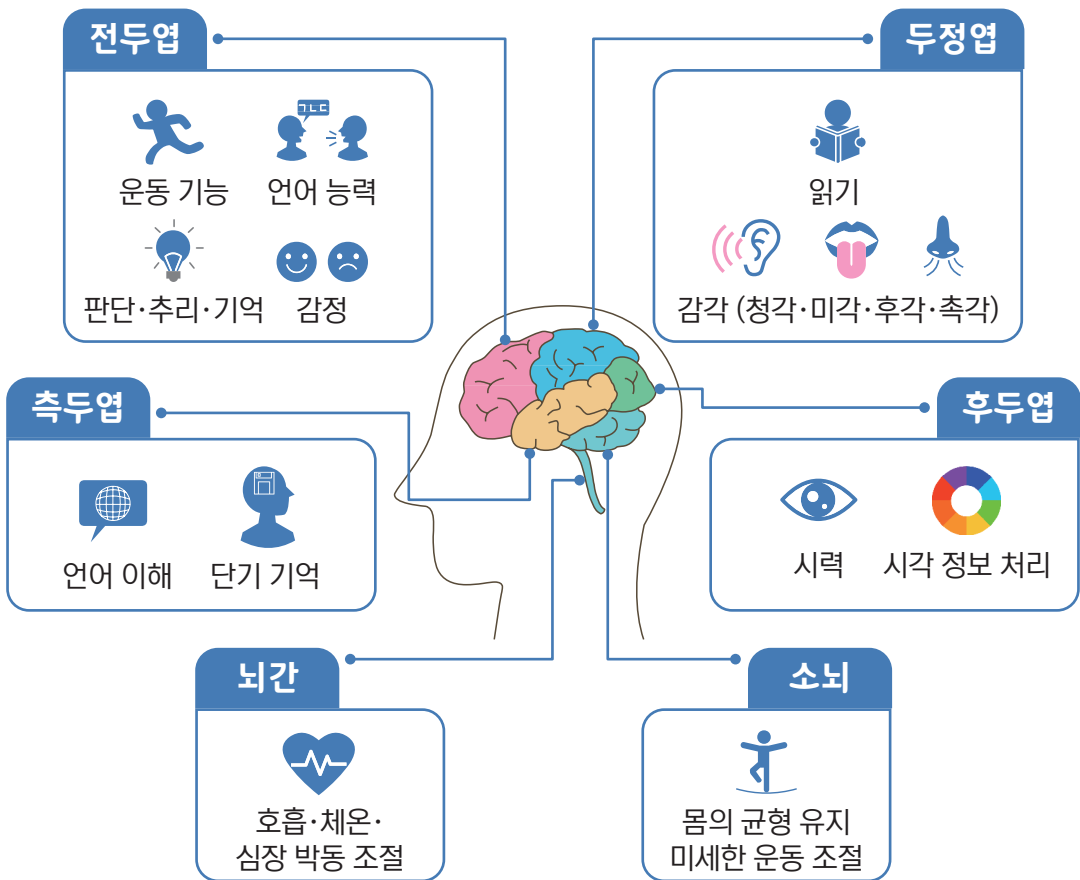 전두엽
운동 기능
ㄱㄴㄷ
언어 능력
판단·추리·기억
감정
두정엽
읽기
감각 (청각·미각·후각·촉각)
측두엽
언어 이해
단기 기억
후두엽
시력
시각 정보 처리
뇌간
호흡·체온·
심장 박동 조절
소뇌
몸의 균형 유지
미세한 운동 조절